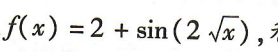 f(x) = 2 + sin(2 √x),